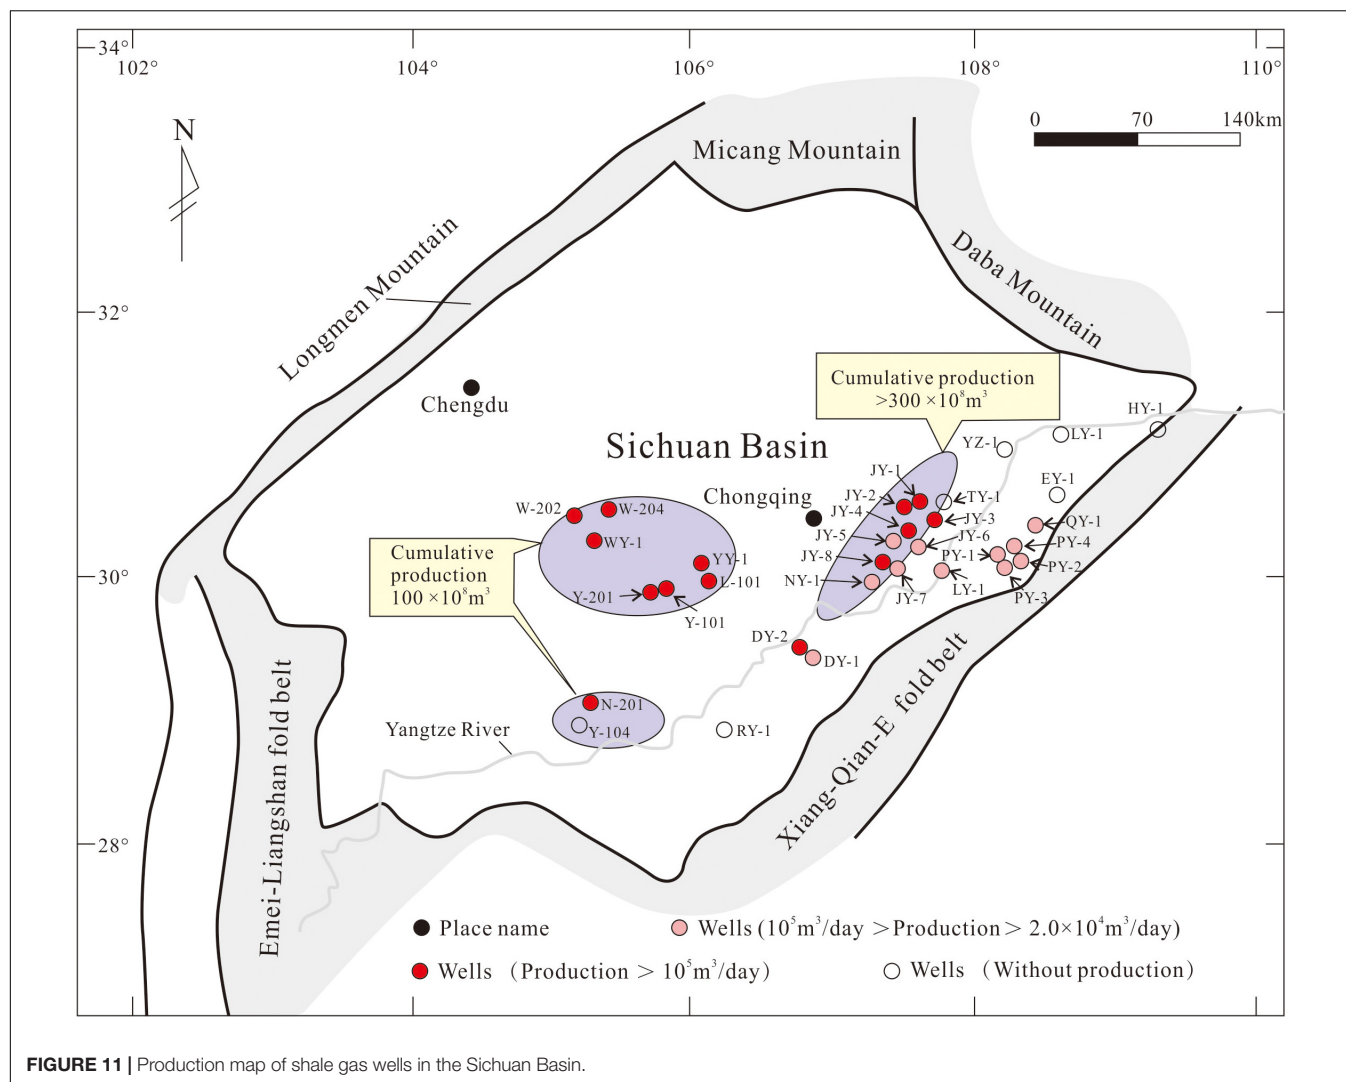 34°
102°
104°
106°
108°
110°
N
0
70
140km
Micang Mountain
Daba Mountain
Longmen Mountain
32°
Cumulative production
>300 ×10⁸m³
Chengdu
HY-1
LY-1
YZ-1
Sichuan Basin
JY-1
EY-1
Chongqing
JY-2
TY-1
W-202
W-204
JY-4
JY-3
QY-1
JY-5
JY-6
PY-4
WY-1
Cumulative
production
100 ×10⁸m³
JY-8
PY-1
YY-1
PY-2
30°
NY-1
L-101
LY-1
JY-7
PY-3
Y-201
Y-101
DY-2
DY-1
N-201
Y-104
Yangtze River
RY-1
Emei-Liangshan fold belt
Xiang-Qian-E fold belt
28°
Place name
Wells (10⁵m³/day >Production > 2.0×10⁴m³/day)
Wells (Production > 10⁵m³/day)
Wells (Without production)
FIGURE 11 | Production map of shale gas wells in the Sichuan Basin.